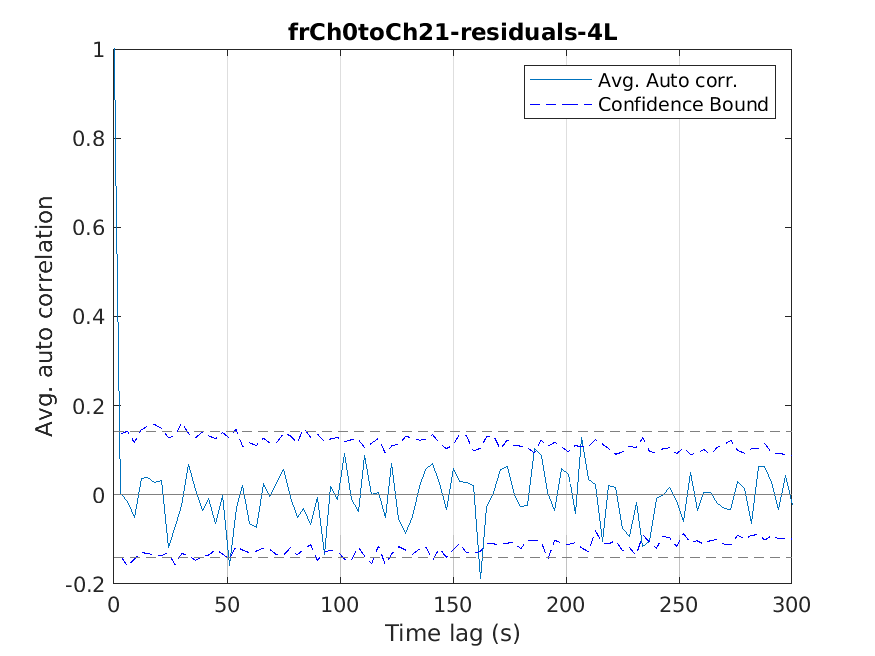 frCh0toCh21-residuals-4L
1
0.8
0.6
0.4
0.2
0
-0.2
Avg. auto correlation
Avg. Auto corr.
Confidence Bound
0 50 100 150 200 250 300
Time lag (s)